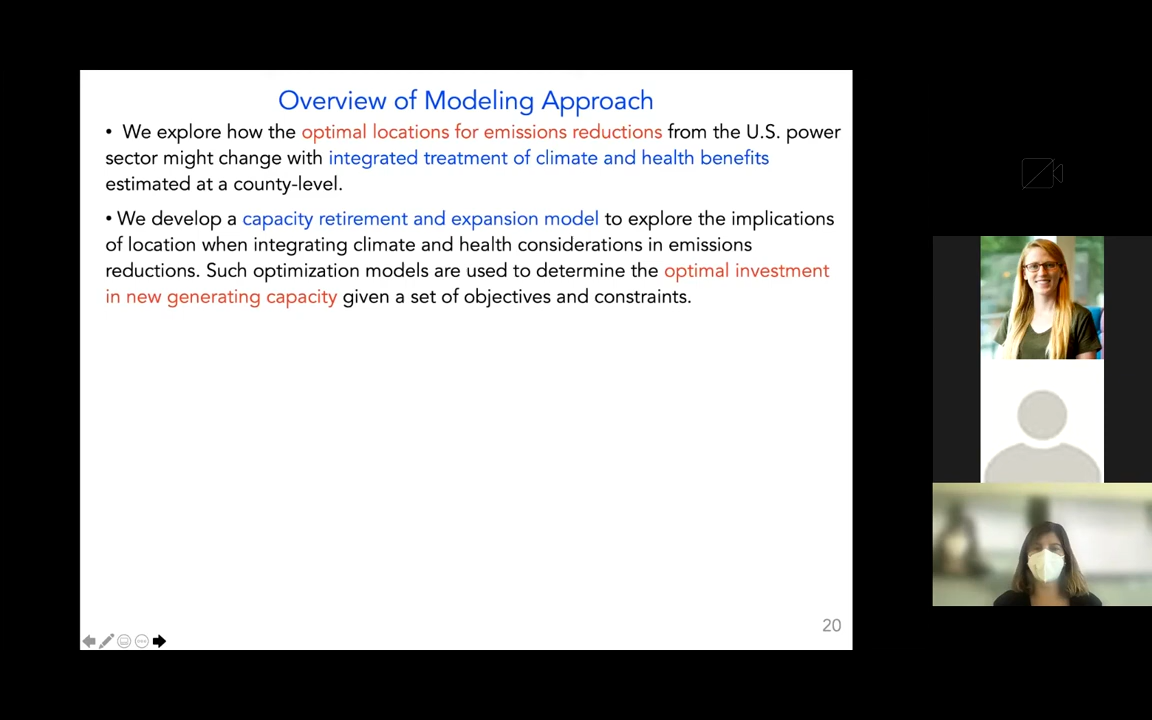 Overview of Modeling Approach
• We explore how the optimal locations for emissions reductions from the U.S. power
sector might change with integrated treatment of climate and health benefits
estimated at a county-level.
• We develop a capacity retirement and expansion model to explore the implications
of location when integrating climate and health considerations in emissions
reductions. Such optimization models are used to determine the optimal investment
in new generating capacity given a set of objectives and constraints.
20